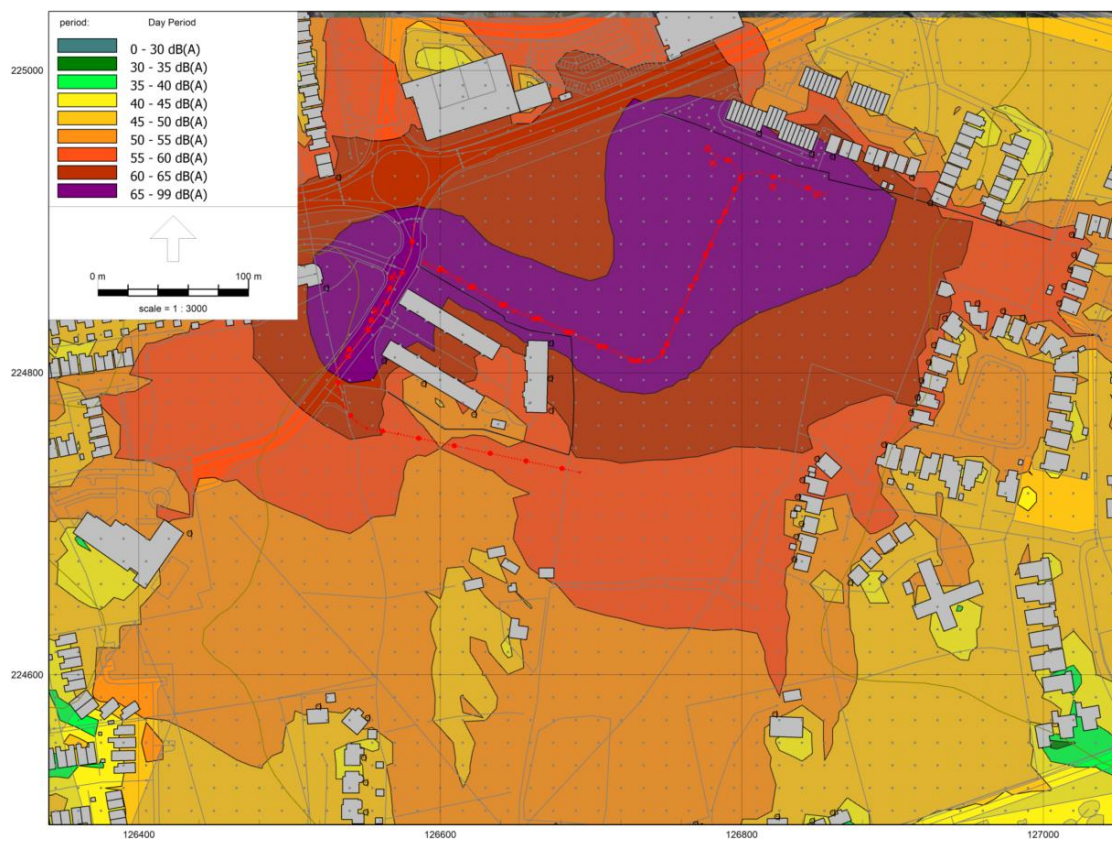 period: Day Period
0 - 30 dB(A)
30 - 35 dB(A)
35 - 40 dB(A)
40 - 45 dB(A)
45 - 50 dB(A)
50 - 55 dB(A)
55 - 60 dB(A)
60 - 65 dB(A)
65 - 99 dB(A)
0 m 100 m
scale = 1 : 3000
225000
224800
224600
126400 126600 126800 127000